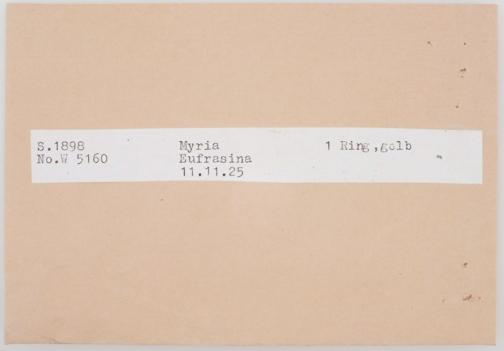 S.1898 Myria 1 Ring,gelb
No.W 5160 Eufrasina
11.11.25